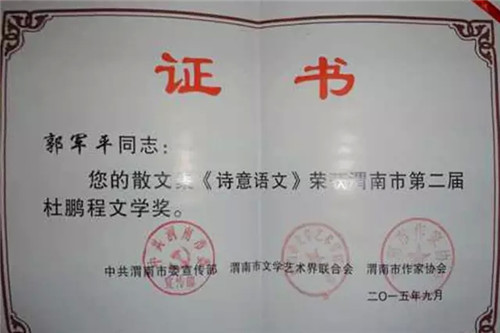 证书
郭军平同志：
您的散文集《诗意语文》荣获渭南市第二届
杜鹏程文学奖。
中共渭南市委宣传部 渭南市文学艺术界联合会 渭南市作家协会
二〇一五年九月